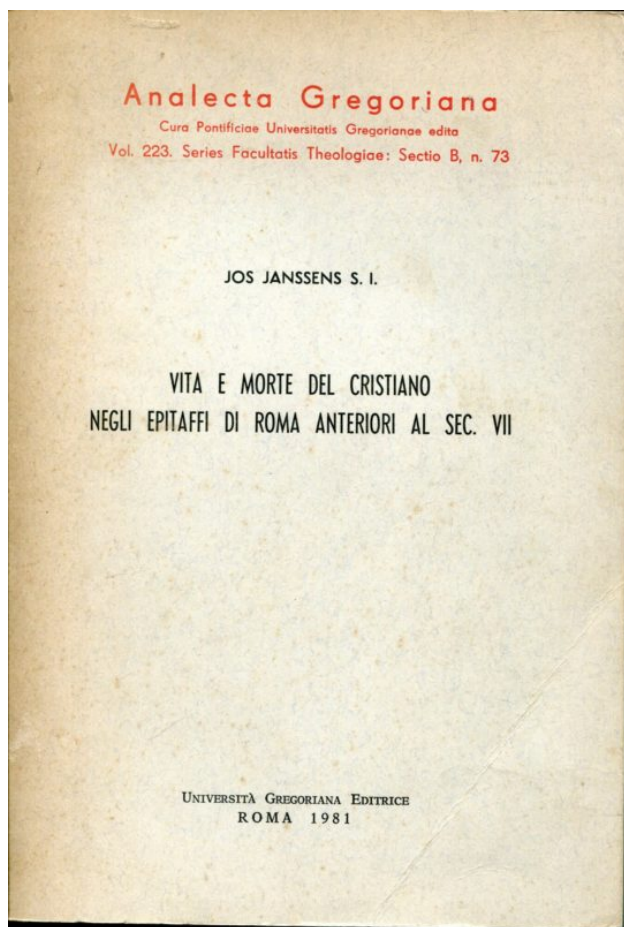 Analecta Gregoriana
Cura Pontificiae Universitatis Gregorianae edita
Vol. 223. Series Facultatis Theologiae: Sectio B, n. 73
JOS JANSSENS S. I.
VITA E MORTE DEL CRISTIANO
NEGLI EPITAFFI DI ROMA ANTERIORI AL SEC. VII
UNIVERSITÀ GREGORIANA EDITRICE
ROMA 1981